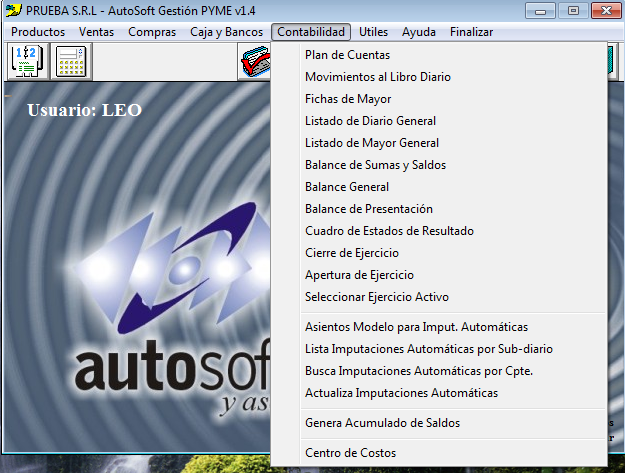 PRUEBA S.R.L - AutoSoft Gestión PYME v1.4
Productos Ventas Compras Caja y Bancos Contabilidad Utiles Ayuda Finalizar
1 2
Usuario: LEO
Plan de Cuentas
Movimientos al Libro Diario
Fichas de Mayor
Listado de Diario General
Listado de Mayor General
Balance de Sumas y Saldos
Balance General
Balance de Presentación
Cuadro de Estados de Resultado
Cierre de Ejercicio
Apertura de Ejercicio
Seleccionar Ejercicio Activo
Asientos Modelo para Imput. Automáticas
Lista Imputaciones Automáticas por Sub-diario
Busca Imputaciones Automáticas por Cpte.
Actualiza Imputaciones Automáticas
Genera Acumulado de Saldos
Centro de Costos
autosof
y as